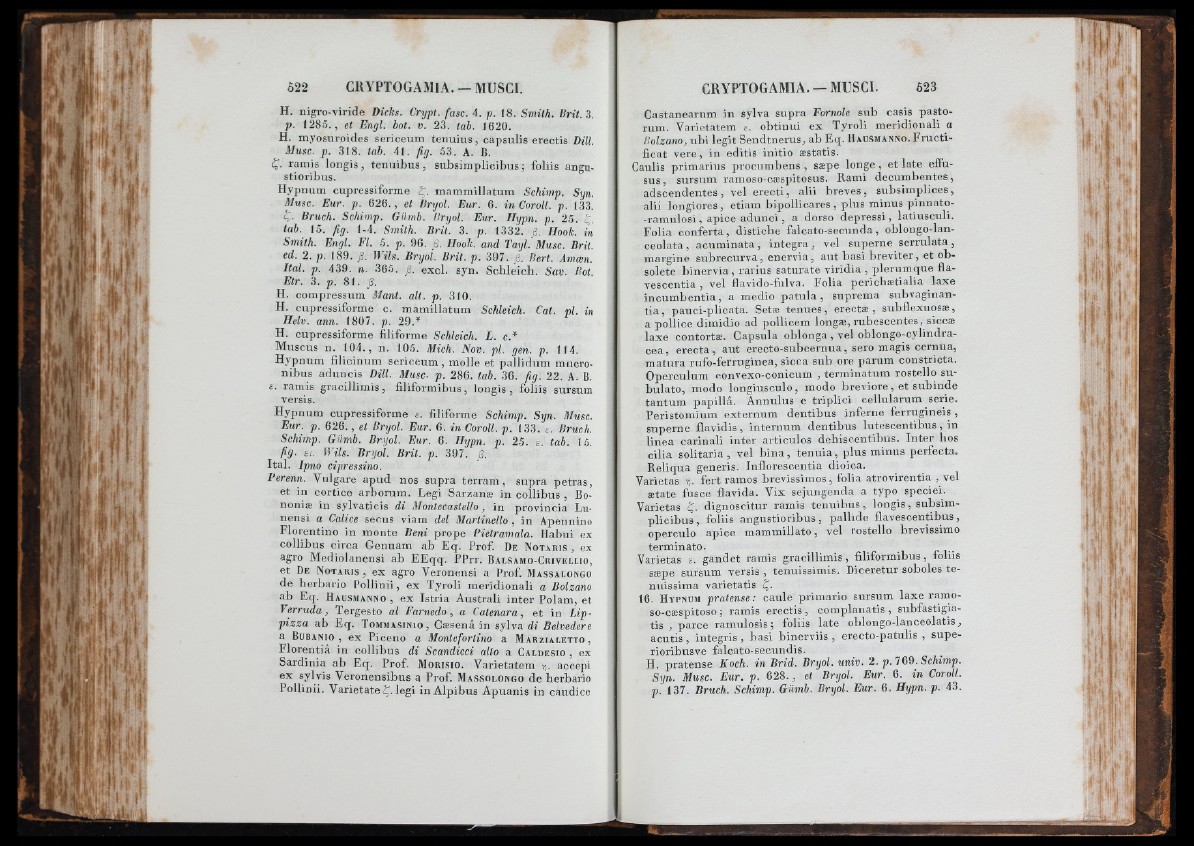 522 CRYPTOGAMIA. — MUSCI.
H. nigro-viride Dicks. Crypt. fasc. 4. p. 18. Smith. Brit. 3.
p. 1285., et Engl. bot. v. 23. tab. 1620.
H. myosuroides sericeum tenuius, capsulis erectis Dill.
Musc. p. 318. tab. 41. fig. 53. A. B.
ζ. ramis longis, tenuibus, subsimplicibus; foliis angu-
stioribus.
Hypnum cupressiforme ζ. mammillatum Schimp. Syn.
Musc. Eur. p. 626., et Bryol. Eur. 6. in Coroll. p. 133.
ζ. Bruch. Schimp. Gümb. Bryol. Eur. Hypn. p. 25. ζ.
tab. 15. fig. 1-4. Smith. Brit. 3. p. 1332. β. Hook. in
Smith. Engl. Fl. 5. p. 96. β. Hook. and Tayl. Musc. Brit.
ed. 2. p. 189. β. Wils. Bryol. Brit. p. 397. β. Bert. Amœn.
Ital. p. 439. n. 365. β. excl. syn. Schleich. Sav. Bot.
Etr. 3. p. 81. β.
H. compressum Mant. alt. p. 310.
H. cupressiforme c. mamillatum Schleich. Cat. pl. in
Helv. ann. 1807. p. 29.*
H. cupressiforme filiforme Schleich. L. c.*
Muscus n. 104., n. 105. Mich. Nov. pl. gen. p. 114.
Hypnum filicinum sericeum, molle et pallidum mucro-
nibus aduncis Dill. Musc. p. 286. tab. 36. fig. 22. A. B.
ε. ramis gracillimis, filiformibus, longis, foliis sursum
versis.
Hypnum cupressiforme ε. filiforme Schimp. Syn. Musc.
Eur. p. 626., et Bryol. Eur. 6. in Coroll. p. 133. ε. Bruch.
Schimp. Gümb. Bryol. Eur. 6. Hypn. p. 25. ε. tab. 15.
fig. ει. Wils. Bryol. Brit. p. 397. β.
Ital. Ipno cipressino.
Perenn. Vulgare apud nos supra terram, supra petras,
et in cortice arborum. Legi Sarzanæ in collibus, Bo-
noniæ in sylvaticis di Montecastello, in provincia Lu-
nensi a Calice secus viam del Martinello, in Apennino
Florentino in monte Beni prope Pietramala. Habui ex
collibus circa Genuam ab Eq. Prof. De Notaris, ex
agro Mediolanensi ab EEqq. PPrr. Balsamo-Crivellio,
et De Notaris, ex agro Veronensi a Prof. Massalongo
de herbario Pollinii, ex Tyroli meridionali a Bolzano
ab Eq. Hausmanno, ex Istria Australi inter Polam, et
Verruda, Tergesto al Farnedo, a Catenara, et in Lip-
pizza ab Eq. Tommasinio, Cæsenâ in sylva di Belvedere
a Bubanio, ex Piceno a Montefortino a Marzialetto,
Florentiâ in collibus di Scandicci alto a Caldesio, ex
Sardinia ab Eq. Prof. Morisio. Varietatem η. accepi
ex sylvis Veronensibus a Prof. Massolongo de herbario
Pollinii. Varietate ζ. legi in Alpibus Apuanis in caudice
CRYPTOGAMIA. — MUSCI. 523
Castanearum in sylva supra Fornole sub casis pasto-
rum. Varietatem ε. obtinui ex Tyroli meridionali a
Bolzano, ubi legit Sendtnerus, ab Eq. Hausmanno. Fructi-
ficat vere, in editis initio æstatis.
Caulis primarius procumbens, sæpe longe, et late effu-
sus, sursum ramoso-cæspitosus. Rami decumbentes,
adscendentes, vel erecti, alii breves, subsimplices,
alii longiores, etiam bipollicares, plus minus pinnato-
-ramulosi, apice adunci, a dorso depressi, latiusculi.
Folia conferta, distiche falcato-secunda, oblongo-lan-
ceolata, acuminata, integra, vel superne serrulata,
margine subrecurva, enervia, aut basi breviter, et ob-
solete binervia, rarius saturate viridia, plerumque fla-
vescentia, vel flavido-fulva. Folia perichætialia laxe
incumbentia, a medio patula, suprema subvaginan-
tia, pauci-plicata. Setæ tenues, erectæ, subflexuosæ,
a pollice dimidio ad pollicem longæ, rubescentes, siccæ
laxe contortæ. Capsula oblonga, vel oblongo-cylindra-
cea, erecta, aut erecto-subcernua, sero magis cernua,
matura rufo-ferruginea, sicca sub ore parum constricta.
Operculum convexo-conicum, terminatum rostello su-
bulato, modo longiusculo, modo breviore, et subinde
tantum papillâ. Annulus e triplici cellularum serie.
Peristomium externum dentibus inferne ferrugineis,
superne flavidis, internum dentibus lutescentibus, in
linea carinali inter articulos dehiscentibus. Inter hos
cilia solitaria, vel bina, tenuia, plus minus perfecta.
Reliqua generis. Inflorescentia dioica.
Varietas η. fert ramos brevissimos, folia atrovirentia, vel
ætate fusce flavida. Vix sejungenda a typo speciei.
Varietas ζ. dignoscitur ramis tenuibus, longis, subsim-
plicibus, foliis angustioribus, pallide flavescentibus,
operculo apice mammillato, vel rostello brevissimo
terminato.
Varietas ε. gandet ramis gracillimis, filiformibus, foliis
sæpe sursum versis, tenuissimis. Diceretur soboles te-
nuissima varietatis ζ.
16. Hypnum pratense: caule primario sursum laxe ramo-
so-cæspitoso; ramis erectis, complanatis, subfastigia-
tis, parce ramulosis; foliis late oblongo-lanceolatis,
acutis, integris, basi binerviis, erecto-patulis, supe-
rioribusve falcato-secundis.
H. pratense Koch. in Brid. Bryol. univ. 2. p. 769. Schimp.
Syn. Musc. Eur. p. 628., et Bryol. Eur. 6. in Coroll.
p. 137. Bruch. Schimp. Gümb. Bryol. Eur. 6. Hypn. p. 43.